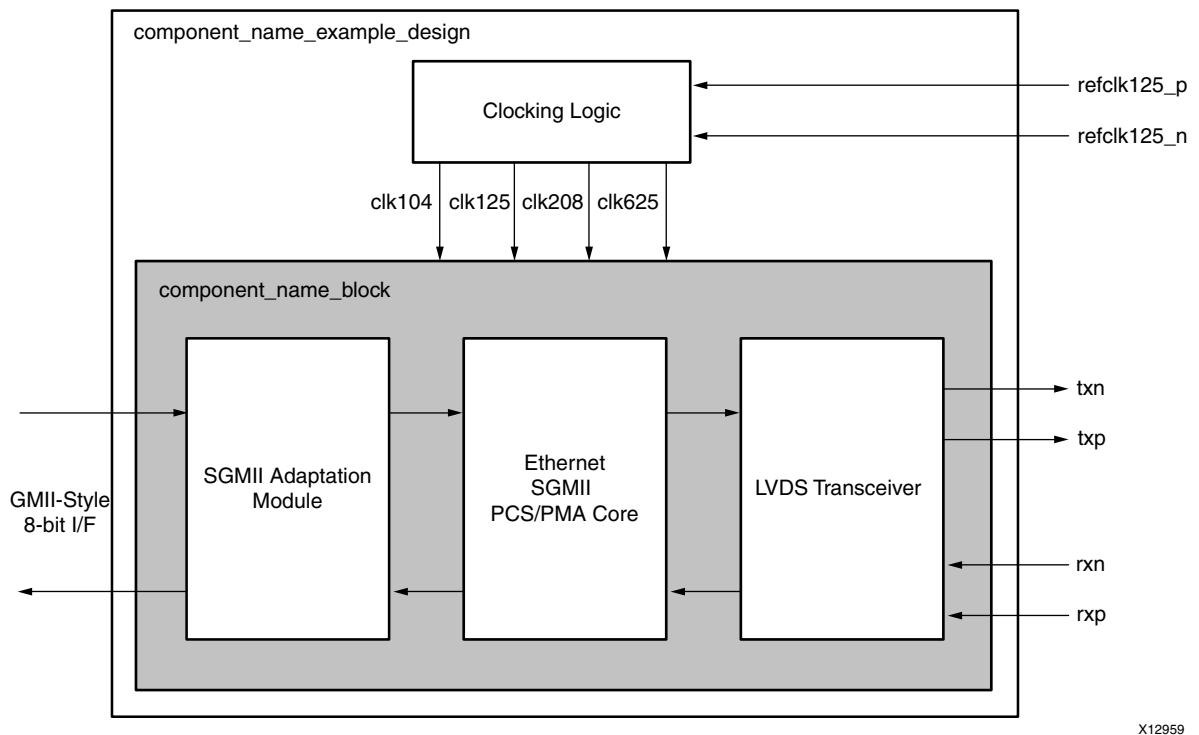 component_name_example_design
Clocking Logic
refclk125_p
refclk125_n
clk104 clk125 clk208 clk625
component_name_block
SGMII Adaptation
Module
Ethernet
SGMII
PCS/PMA Core
LVDS Transceiver
GMII-Style
8-bit I/F
txn
txp
rxn
rxp
X12959